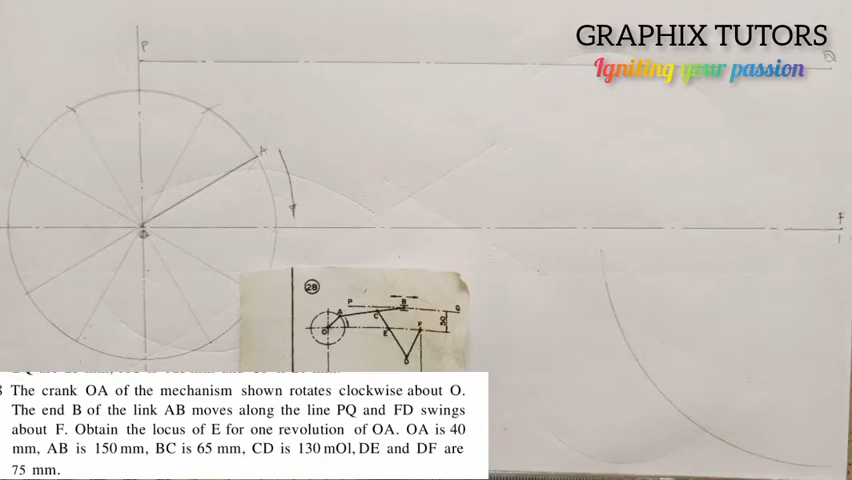 GRAPHIX TUTORS
Igniting your passion
P
Q
A
O
F
28
P
B
Q
A
C
50
O
E
F
D
8 The crank OA of the mechanism shown rotates clockwise about O.
The end B of the link AB moves along the line PQ and FD swings
about F. Obtain the locus of E for one revolution of OA. OA is 40
mm, AB is 150 mm, BC is 65 mm, CD is 130 mOl, DE and DF are
75 mm.